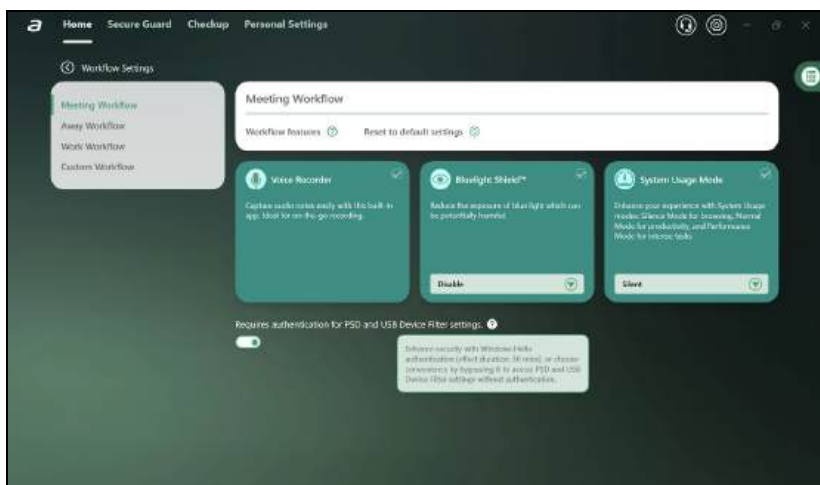 a Home Secure Guard Checkup Personal Settings
Workflow Settings
Meeting Workflow
Away Workflow
Work Workflow
Custom Workflow
Meeting Workflow
Workflow features ? Reset to default settings
Voice Recorder
Capture audio notes easily with this built-in
app. Ideal for on-the-go recording.
Bluelight Shield™
Reduce the exposure of blue light which can
be potentially harmful.
Disable
System Usage Mode
Enhance your experience with System Usage
modes: Silence Mode for browsing, Normal
Mode for productivity, and Performance
Mode for intense tasks.
Silent
Requires authentication for PSD and USB Device Filter settings. ?
Enhance security with Windows Hello
authentication (effect duration: 30 mins), or choose
convenience by bypassing it to access PSD and USB
Device Filter settings without authentication.